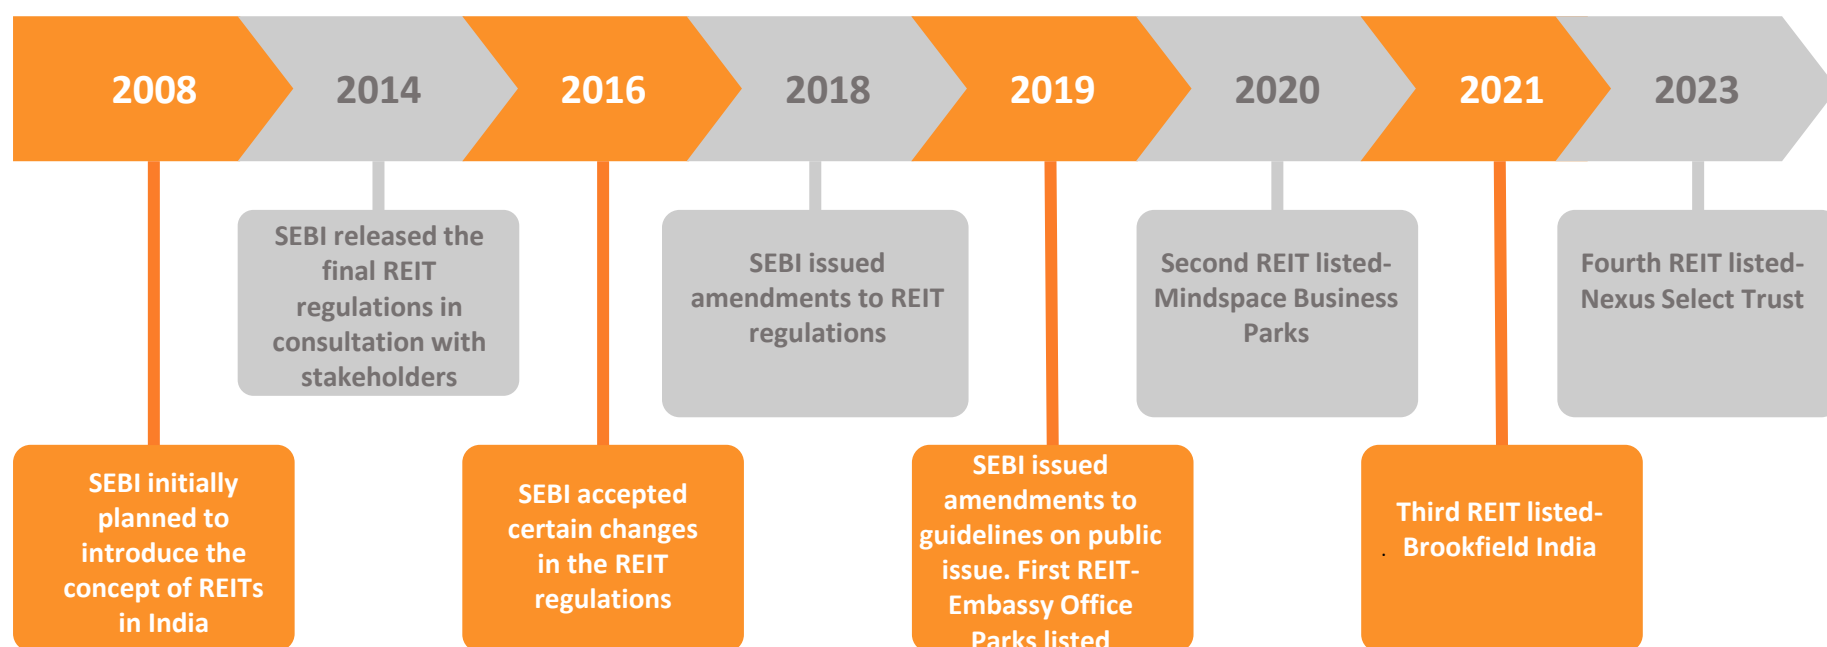 2008
2014
2016
2018
2019
2020
2021
2023
SEBI released the
final REIT
regulations in
consultation with
stakeholders
SEBI issued
amendments to REIT
regulations
Second REIT listed-
Mindspace Business
Parks
Fourth REIT listed-
Nexus Select Trust
SEBI initially
planned to
introduce the
concept of REITs
in India
SEBI accepted
certain changes
in the REIT
regulations
SEBI issued
amendments to
guidelines on public
issue. First REIT-
Embassy Office
Parks listed
Third REIT listed-
. Brookfield India